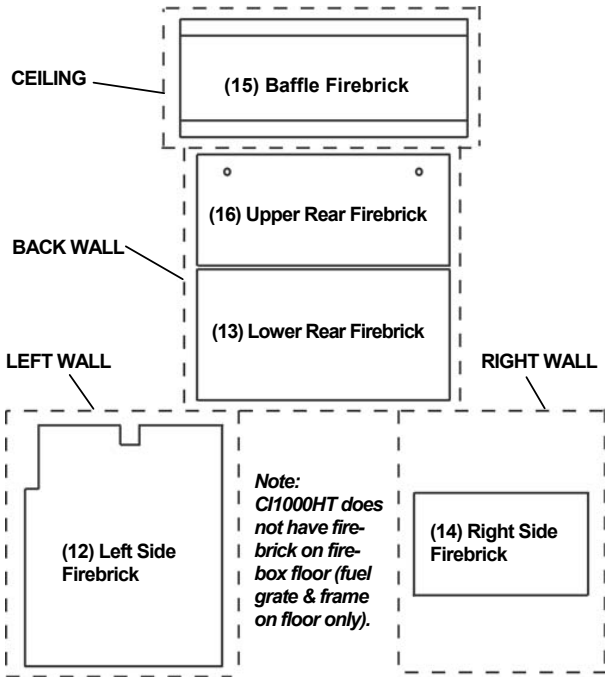 CEILING
(15) Baffle Firebrick
(16) Upper Rear Firebrick
BACK WALL
(13) Lower Rear Firebrick
LEFT WALL
RIGHT WALL
(12) Left Side
Firebrick
Note:
CI1000HT does
not have fire-
brick on fire-
box floor (fuel
grate & frame
on floor only).
(14) Right Side
Firebrick